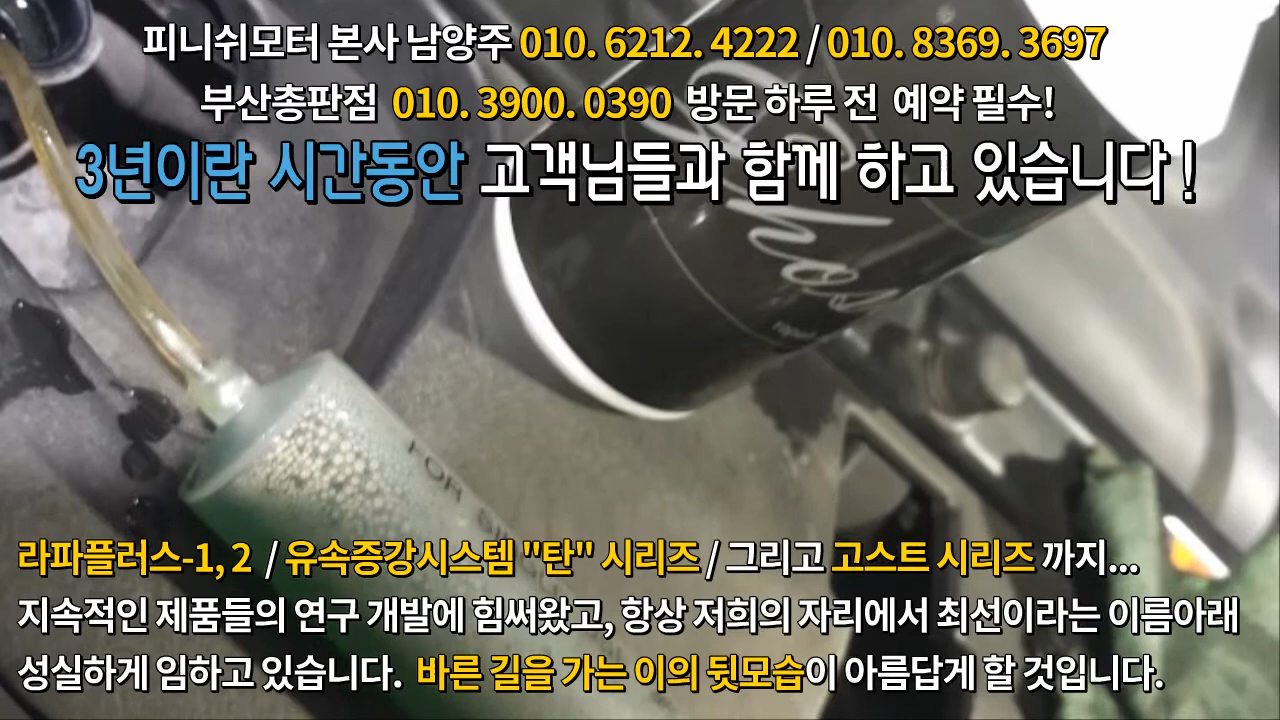 피니쉬모터 본사 남양주 010. 6212. 4222 / 010. 8369. 3697
부산총판점 010. 3900. 0390 방문 하루 전 예약 필수!
3년이란 시간동안 고객님들과 함께 하고 있습니다 !
FOR
라파플러스-1, 2 / 유속증강시스템 "탄" 시리즈 / 그리고 고스트 시리즈 까지...
지속적인 제품들의 연구 개발에 힘써왔고, 항상 저희의 자리에서 최선이라는 이름아래
성실하게 임하고 있습니다. 바른 길을 가는 이의 뒷모습이 아름답게 할 것입니다.